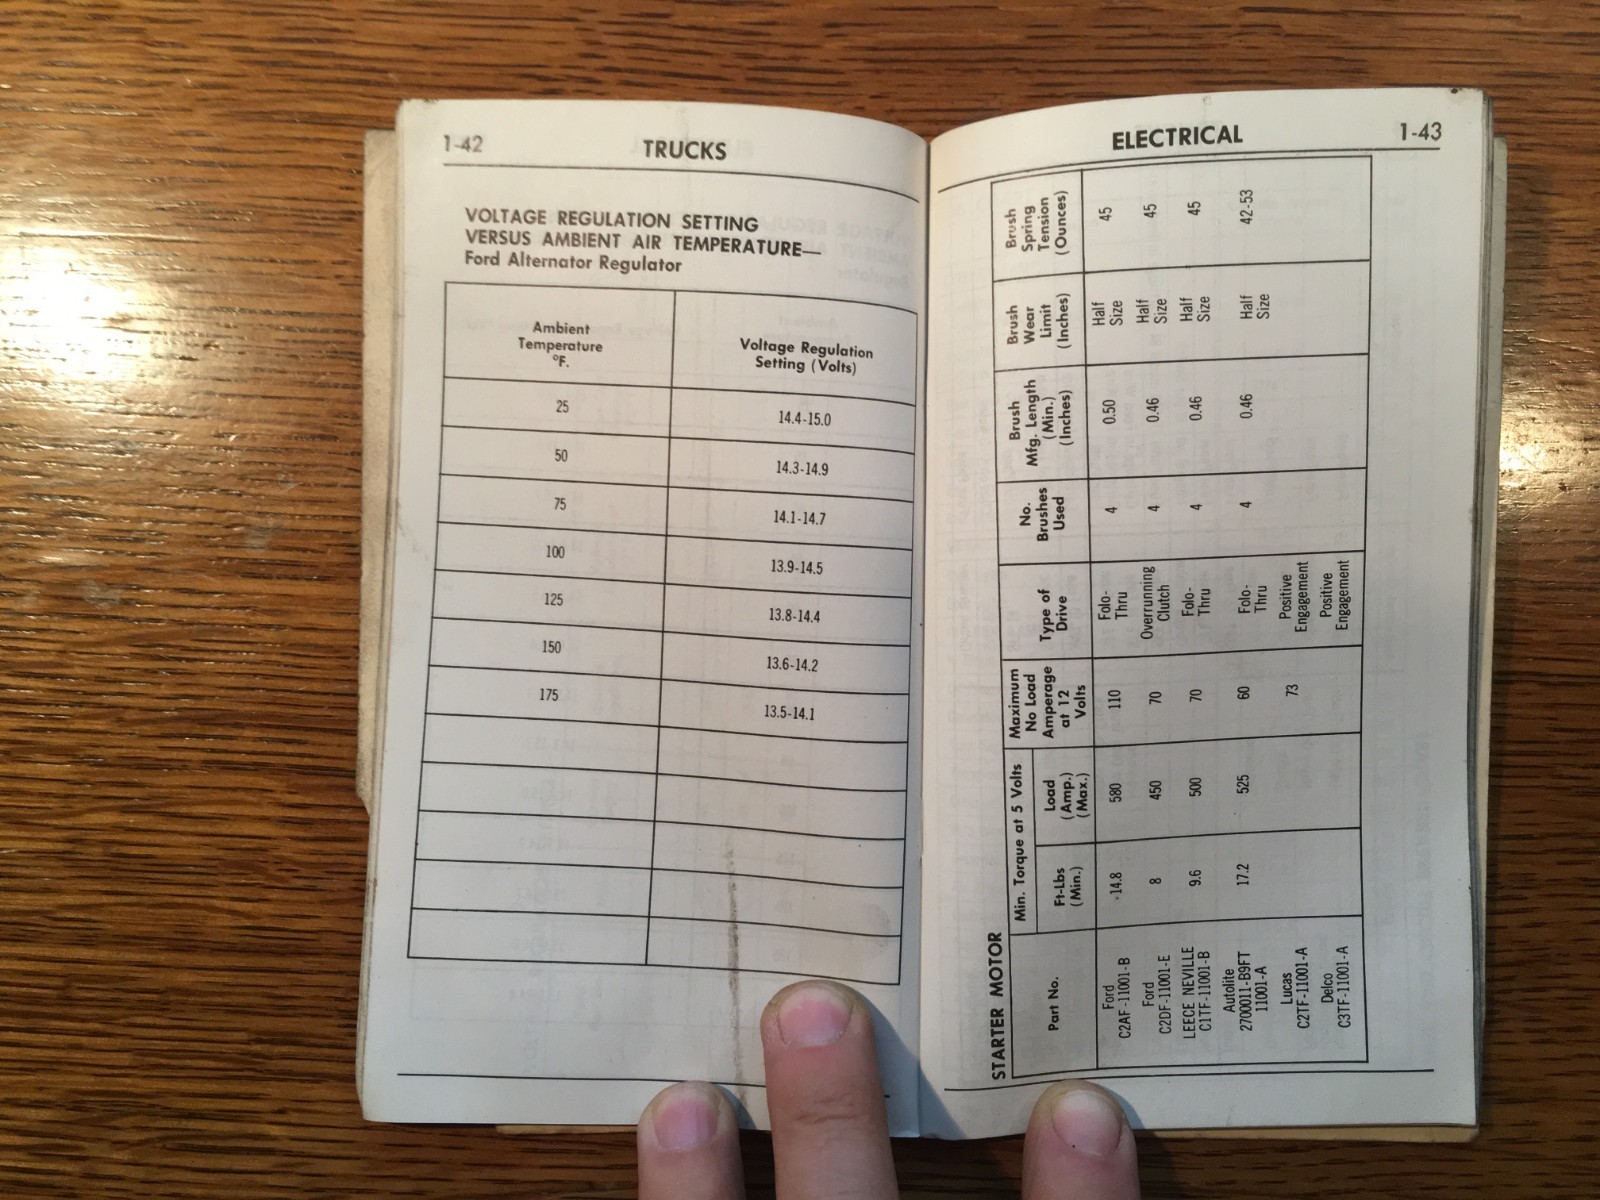 1-42
TRUCKS
VOLTAGE REGULATION SETTING
VERSUS AMBIENT AIR TEMPERATURE—
Ford Alternator Regulator
Ambient
Temperature
°F.
Voltage Regulation
Setting (Volts)
25 14.4-15.0
50 14.3-14.9
75 14.1-14.7
100 13.9-14.5
125 13.8-14.4
150 13.6-14.2
175 13.5-14.1
ELECTRICAL
1-43
STARTER MOTOR
Part No.
Min. Torque at 5 Volts
Ft-Lbs
(Min.)
Load
(Amp.)
(Max.)
Maximum
No Load
Amperage
at 12
Volts
Type of
Drive
No.
Brushes
Used
Brush
Mfg. Length
(Min.)
(Inches)
Brush
Wear
Limit
(Inches)
Brush
Spring
Tension
(Ounces)
Ford
C2AF-11001-B
14.8
580
110
Folo-
Thru
4
0.50
Half
Size
45
Ford
C2DF-11001-E
8
450
70
Overrunning
Clutch
4
0.46
Half
Size
45
LEECE NEVILLE
C1TF-11001-B
9.6
500
70
Folo-
Thru
4
0.46
Half
Size
45
Autolite
2700011-B9FT
11001-A
17.2
525
60
Folo-
Thru
4
0.46
Half
Size
42-53
Lucas
C2TF-11001-A
73
Positive
Engagement
Delco
C3TF-11001-A
Positive
Engagement